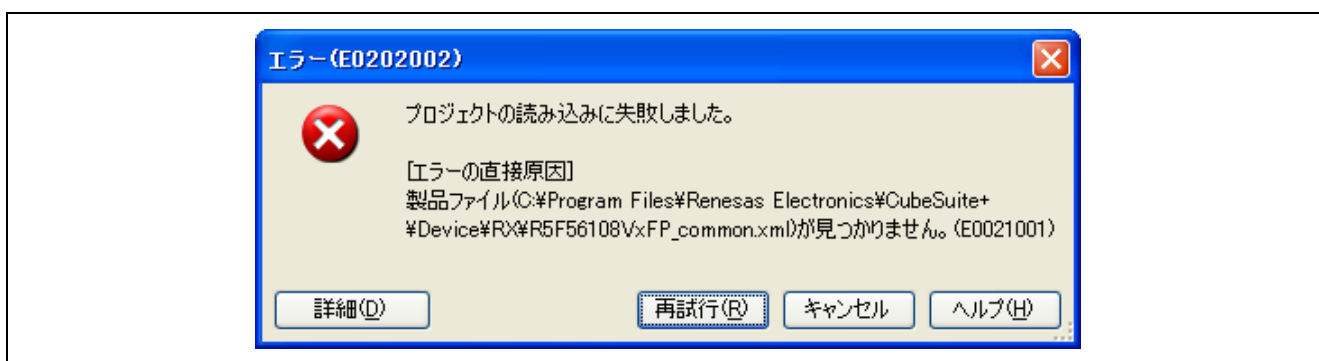 エラー(E0202002)
プロジェクトの読み込みに失敗しました。
[エラーの直接原因]
製品ファイル(C:¥Program Files¥Renesas Electronics¥CubeSuite+
¥Device¥RX¥R5F56108VxFP_common.xml)が見つかりません。(E0021001)
詳細(D) 再試行(R) キャンセル ヘルプ(H)